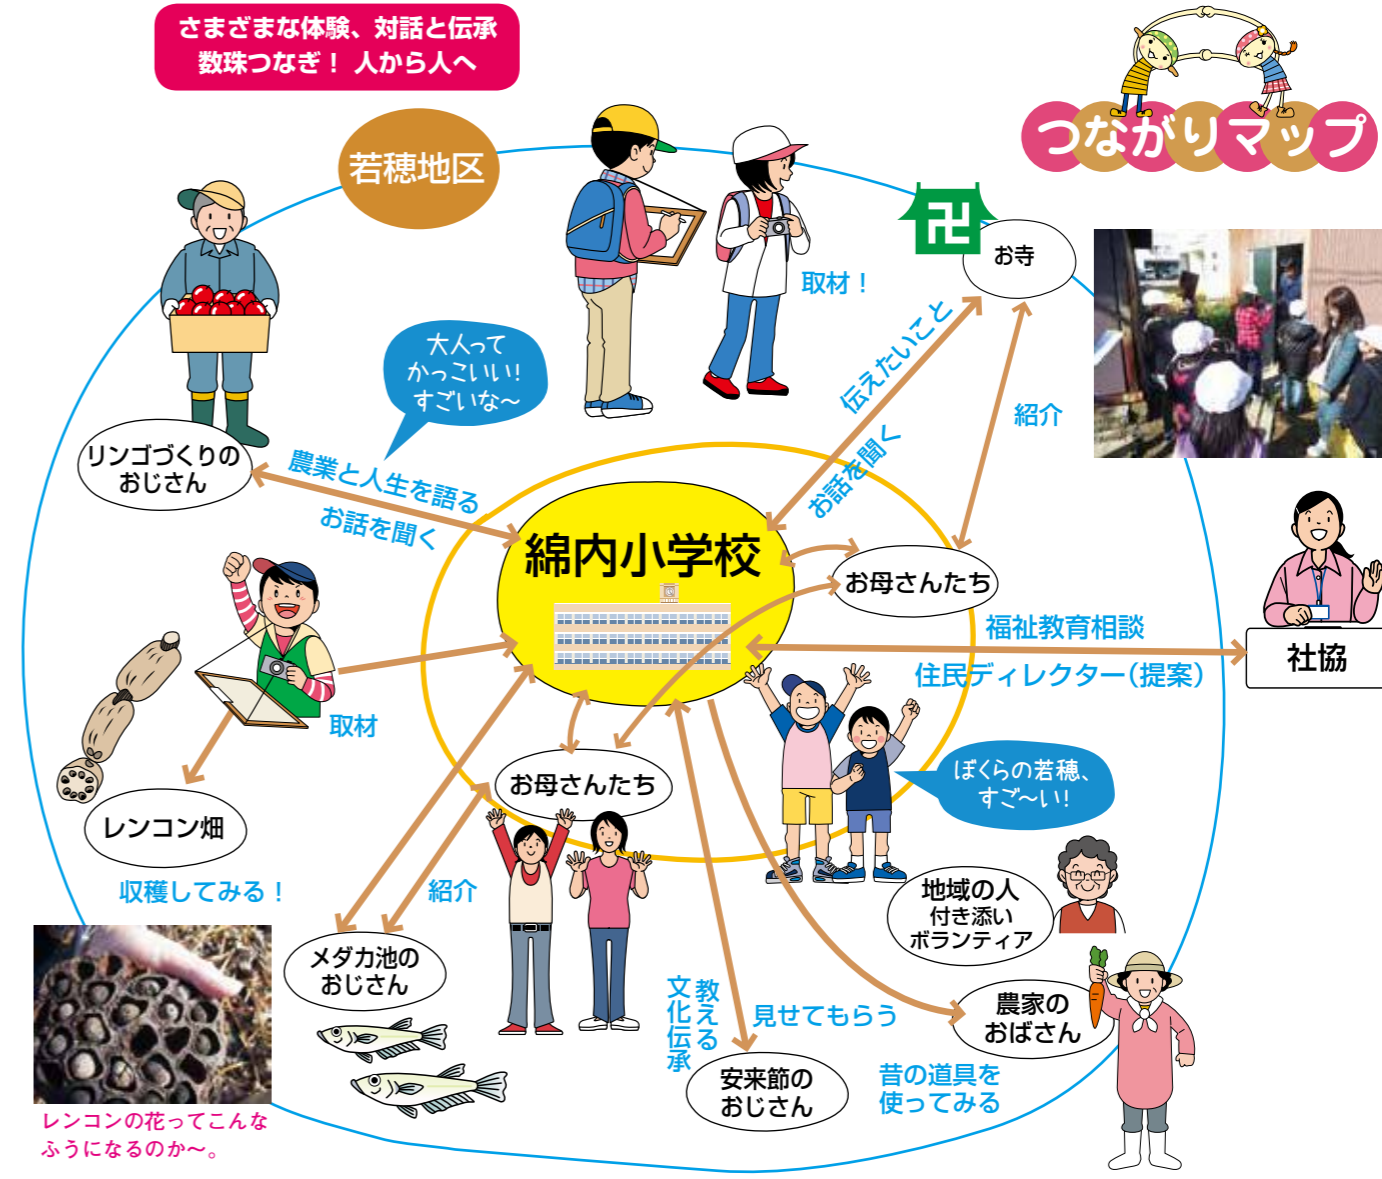 さまざまな体験、対話と伝承
数珠つなぎ！ 人から人へ
つながりマップ
若穂地区
卍
お寺
取材！
大人って
かっこいい！
すごいな～
伝えたいこと
お話を聞く
紹介
リンゴづくりの
おじさん
農業と人生を語る
お話を聞く
綿内小学校
お母さんたち
福祉教育相談
住民ディレクター（提案）
社協
取材
お母さんたち
ぼくらの若穂、
すご～い！
レンコン畑
収穫してみる！
紹介
地域の人
付き添い
ボランティア
メダカ池の
おじさん
教える
文化伝承
見せてもらう
農家の
おばさん
安来節の
おじさん
昔の道具を
使ってみる
レンコンの花ってこんな
ふうになるのか～。